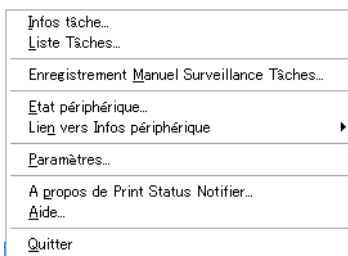 Infos tâche...
Liste Tâches...
Enregistrement Manuel Surveillance Tâches...
Etat périphérique...
Lien vers Infos périphérique
Paramètres...
A propos de Print Status Notifier...
Aide...
Quitter